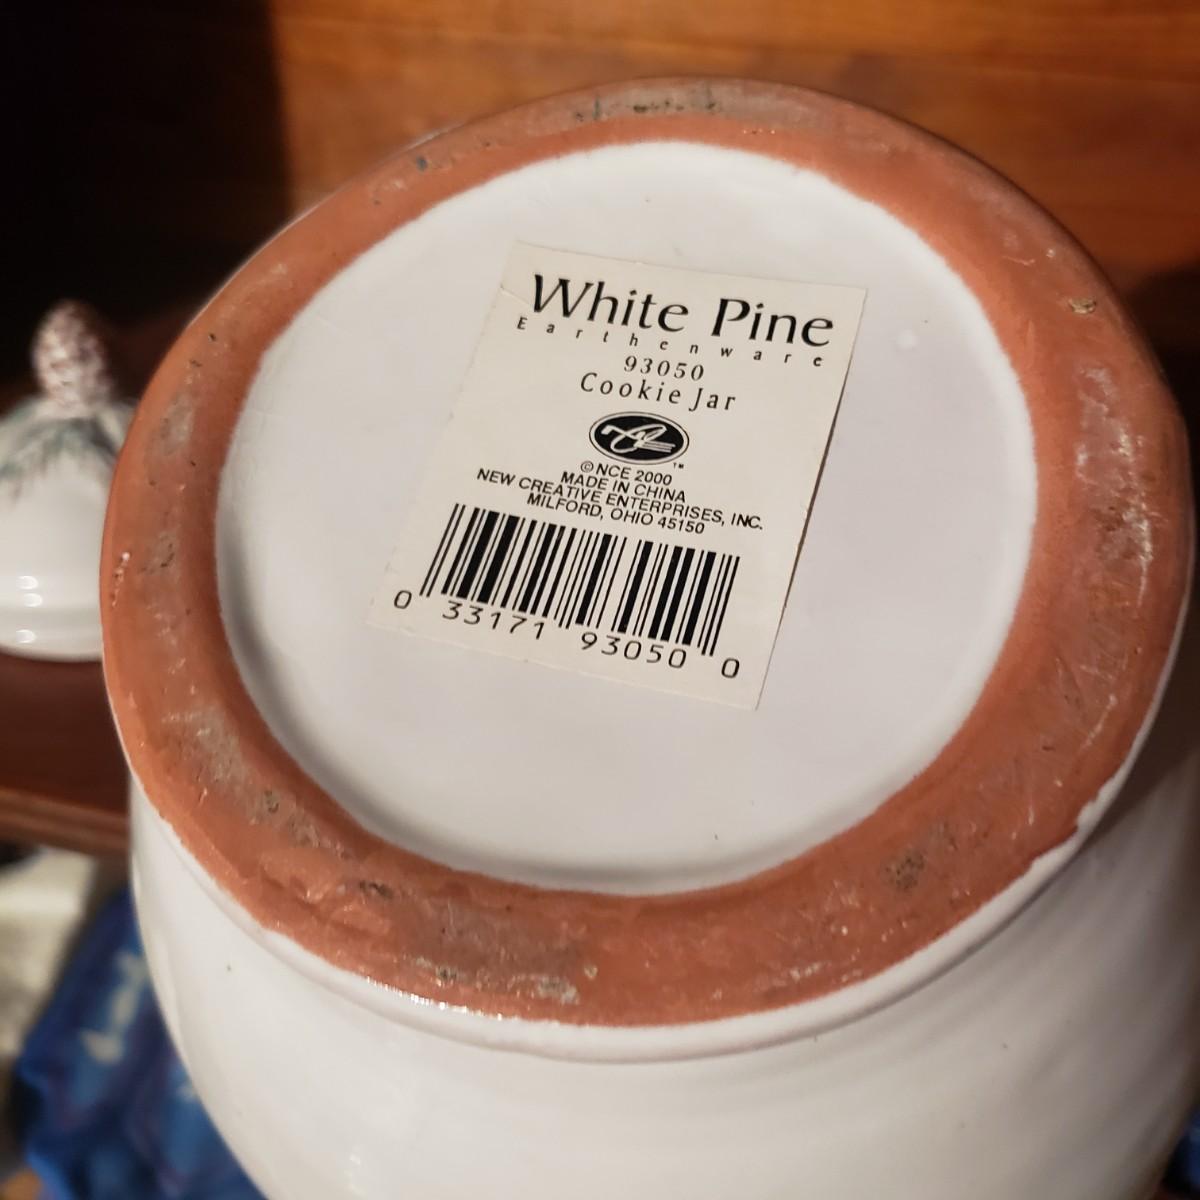 White Pine
Earthenware
93050
Cookie Jar
™
©NCE 2000
MADE IN CHINA
NEW CREATIVE ENTERPRISES, INC.
MILFORD, OHIO 45150
0 33171 93050 0